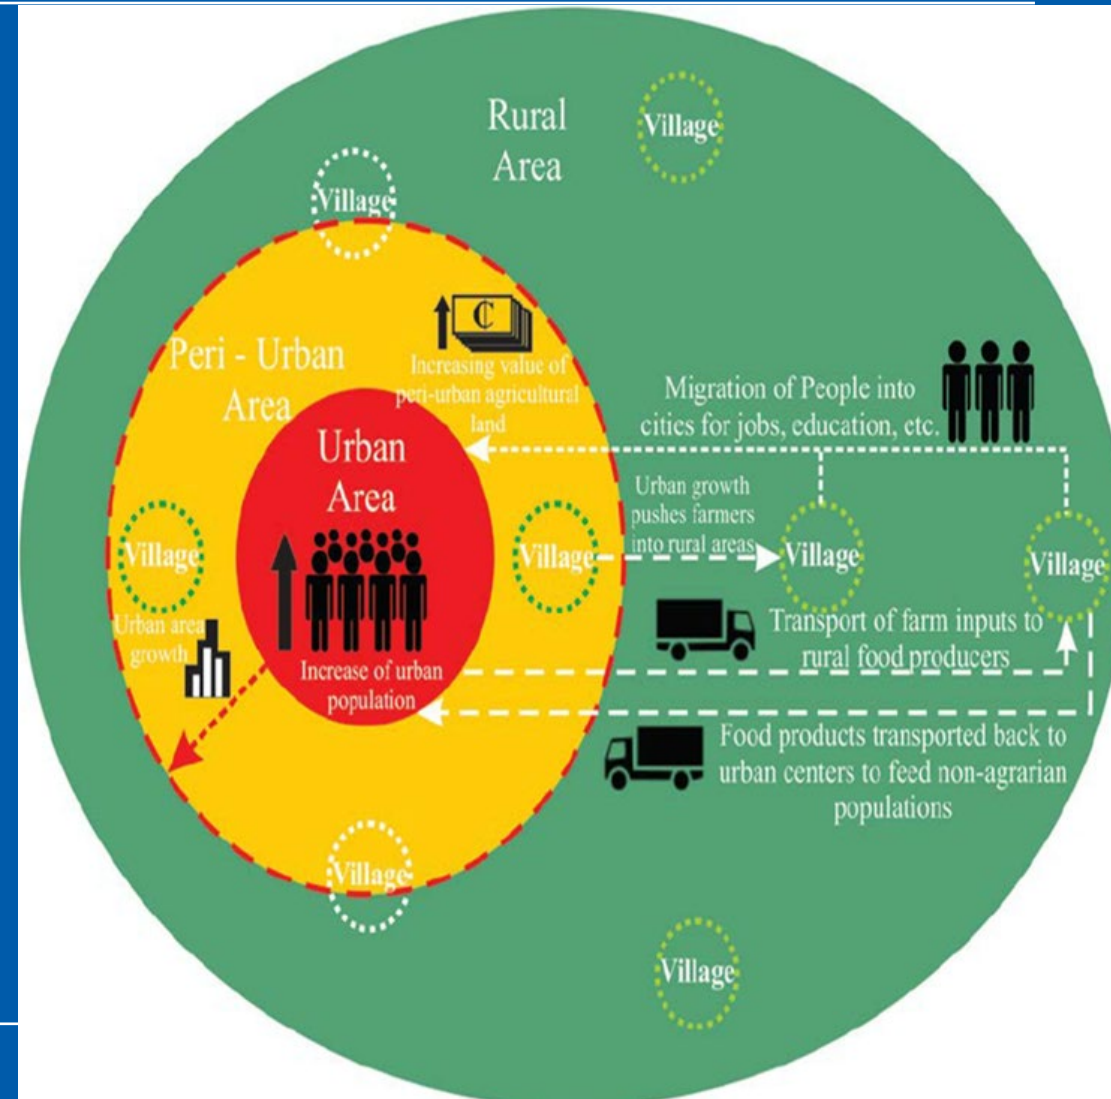 Rural
Area
Village
Village
Peri - Urban
Area
₵
Increasing value of
peri-urban agricultural
land
Urban
Area
Migration of People into
cities for jobs, education, etc.
Urban growth
pushes farmers
into rural areas
Village
Village
Village
Village
Urban area
growth
Increase of urban
population
Transport of farm inputs to
rural food producers
Food products transported back to
urban centers to feed non-agrarian
populations
Village
Village